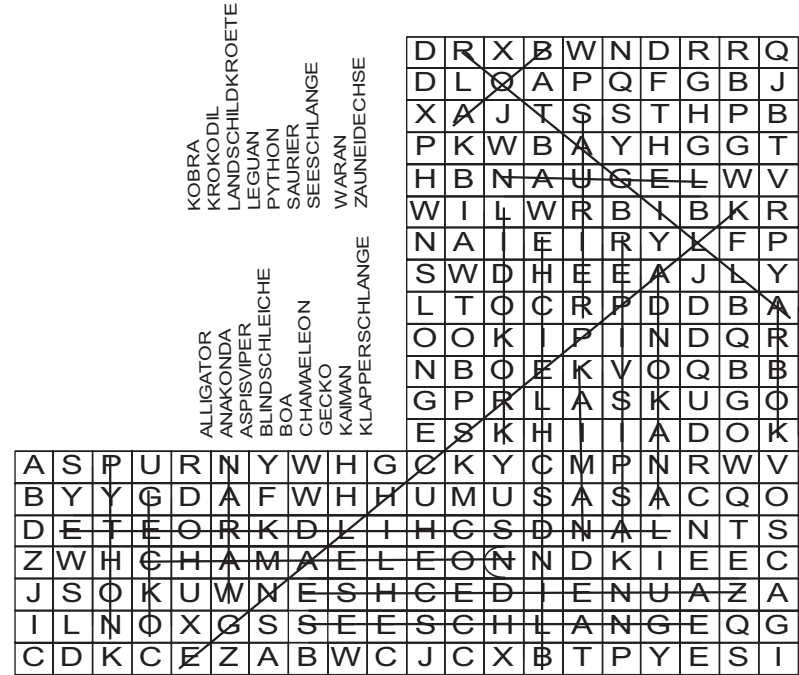 KOBRA
KROKODIL
LANDSCHILDKROETE
LEGUAN
PYTHON
SAURIER
SEESCHLANGE
WARAN
ZAUNEIDECHSE
ALLIGATOR
ANAKONDA
ASPISVIPER
BLINDSCHLEICHE
BOA
CHAMAELEON
GECKO
KAIMAN
KLAPPERSCHLANGE
D R X B W N D R R Q
D L O A P Q F G B J
X A J T S S T H P B
P K W B A Y H G G T
H B N A U G E L W V
W I L W R B I B K R
N A I E I R Y L F P
S W D H E E A J L Y
L T O C R P D D B A
O O K I P I N D Q R
N B O E K V O Q B B
G P R L A S K U G O
E S K H I I A D O K
A S P U R N Y W H G C K Y C M P N R W V
B Y Y G D A F W H H U M U S A S A C Q O
D E T E O R K D L I H C S D N A L N T S
Z W H C H A M A E L E O N N D K I E E C
J S O K U W N E S H C E D I E N U A Z A
I L N O X G S S E E S C H L A N G E Q G
C D K C E Z A B W C J C X B T P Y E S I